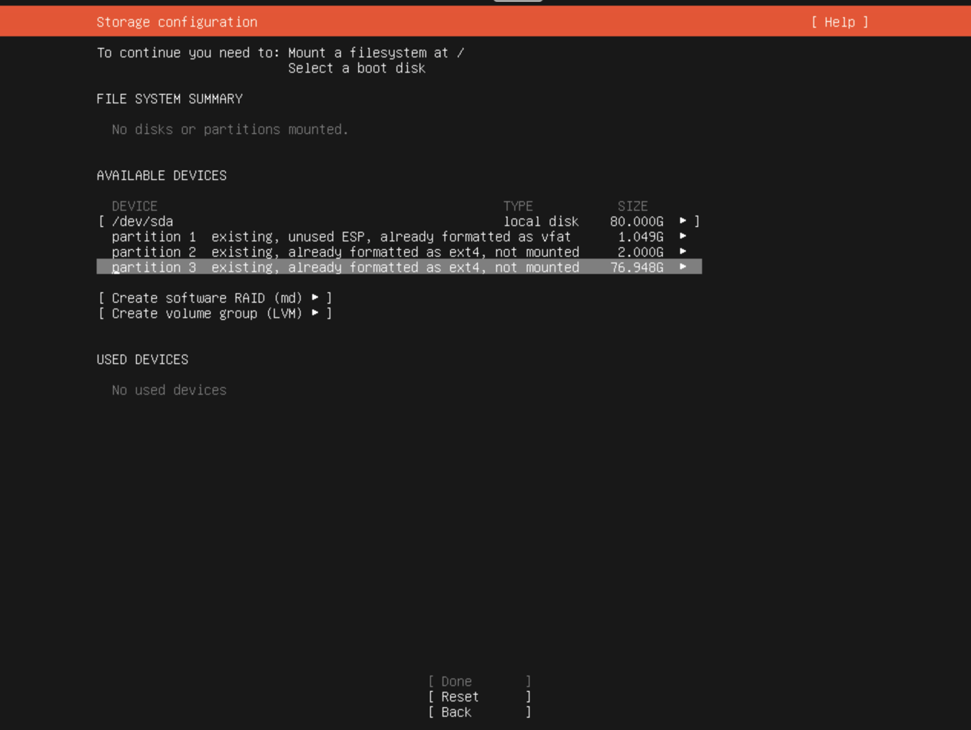 Storage configuration [ Help ]
To continue you need to: Mount a filesystem at /
Select a boot disk
FILE SYSTEM SUMMARY
No disks or partitions mounted.
AVAILABLE DEVICES
DEVICE TYPE SIZE
[ /dev/sda local disk 80.000G ▸ ]
partition 1 existing, unused ESP, already formatted as vfat 1.049G ▸
partition 2 existing, already formatted as ext4, not mounted 2.000G ▸
partition 3 existing, already formatted as ext4, not mounted 76.948G ▸
[ Create software RAID (md) ▸ ]
[ Create volume group (LVM) ▸ ]
USED DEVICES
No used devices
[ Done ]
[ Reset ]
[ Back ]